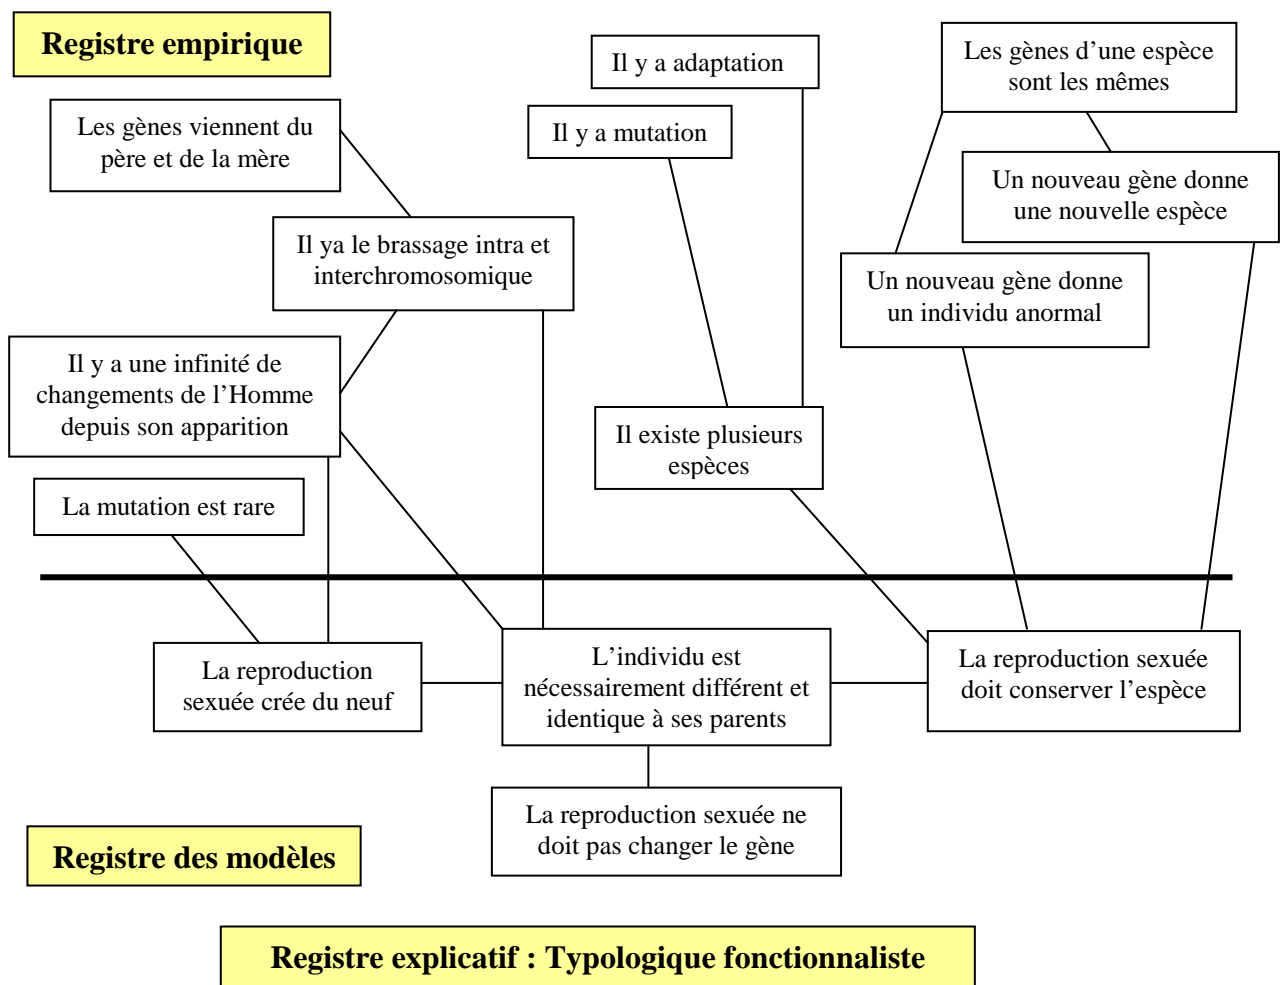 Registre empirique
Il y a adaptation
Les gènes d’une espèce
sont les mêmes
Les gènes viennent du
père et de la mère
Il y a mutation
Un nouveau gène donne
une nouvelle espèce
Il ya le brassage intra et
interchromosomique
Un nouveau gène donne
un individu anormal
Il y a une infinité de
changements de l’Homme
depuis son apparition
Il existe plusieurs
espèces
La mutation est rare
La reproduction
sexuée crée du neuf
L’individu est
nécessairement différent et
identique à ses parents
La reproduction sexuée
doit conserver l’espèce
La reproduction sexuée ne
doit pas changer le gène
Registre des modèles
Registre explicatif : Typologique fonctionnaliste